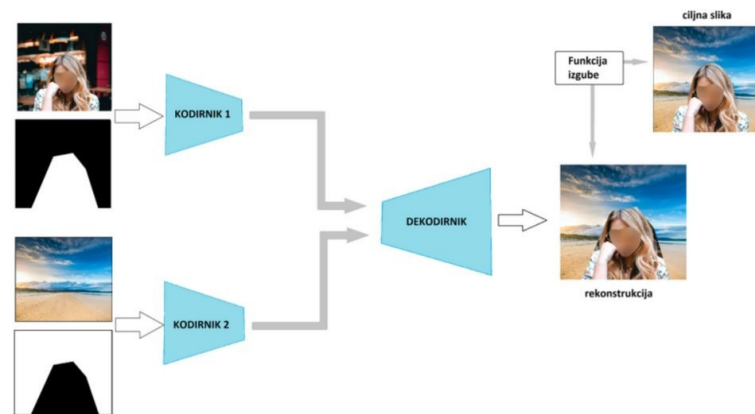 ciljna slika
Funkcija
izgube
KODIRNIK 1
DEKODIRNIK
rekonstrukcija
KODIRNIK 2